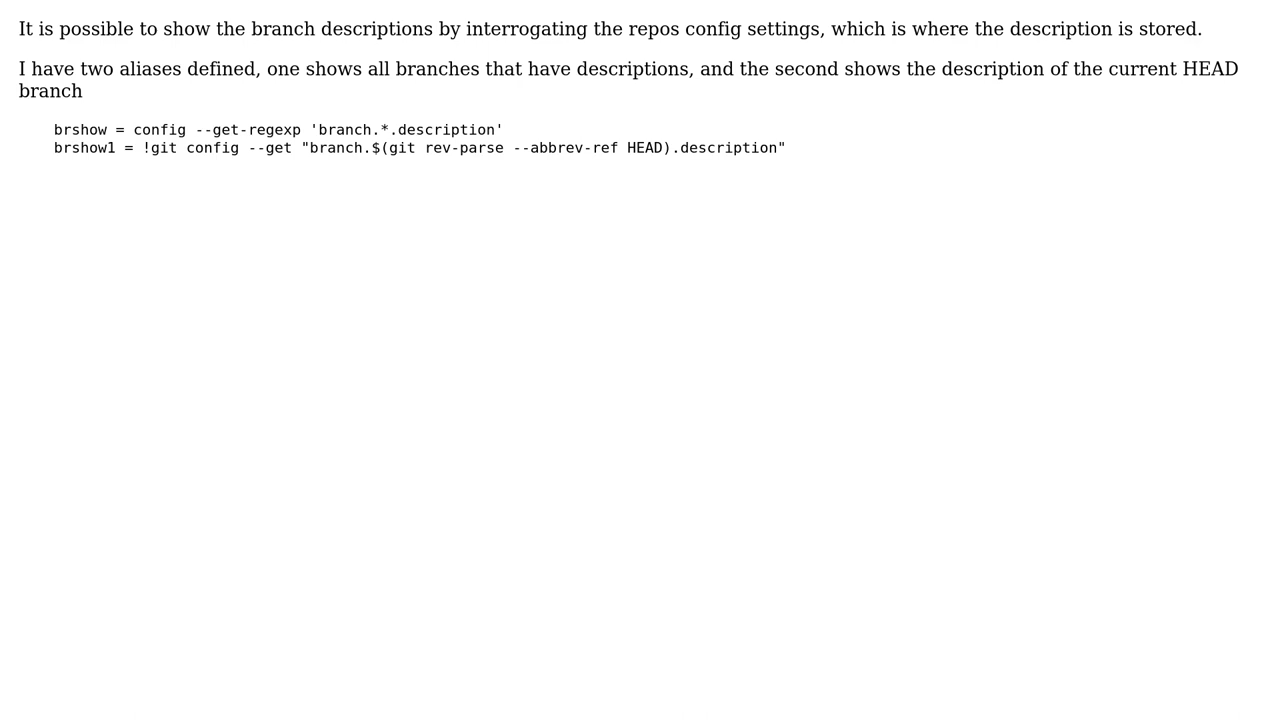 It is possible to show the branch descriptions by interrogating the repos config settings, which is where the description is stored.
I have two aliases defined, one shows all branches that have descriptions, and the second shows the description of the current HEAD
branch
brshow = config --get-regexp 'branch.*.description'
brshow1 = !git config --get "branch.$(git rev-parse --abbrev-ref HEAD).description"